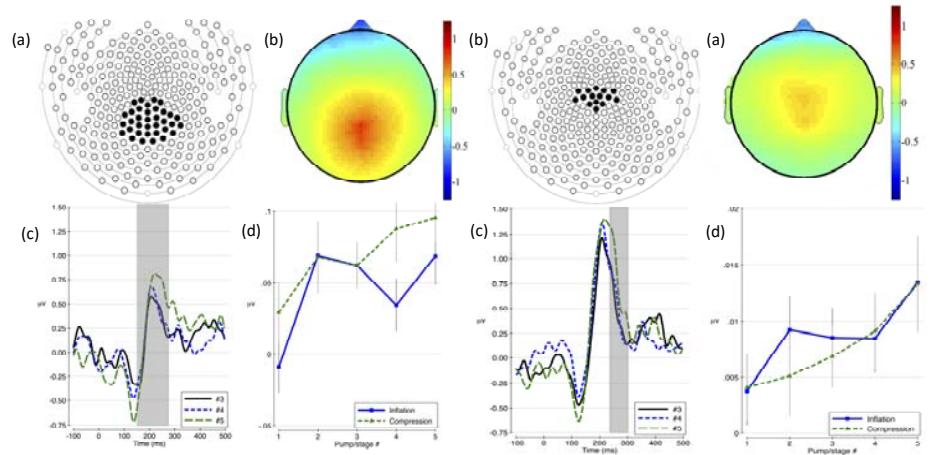 (a)
(b)
1
0.5
0
-0.5
-1
(c)
1.50
1.25
1.00
0.75
0.50
0.25
0.00
-0.25
-0.50
-0.75
µV
#3
#4
#5
-100 0 100 200 300 400 500
Time (ms)
(d)
.1
0
µV
Inflation
Compression
1 2 3 4 5
Pump/stage #
(b)
(a)
1
0.5
0
-0.5
-1
(c)
1.50
1.25
1.00
0.75
0.50
0.25
0.00
-0.25
-0.50
-0.75
µV
#3
#4
#5
-100 0 100 200 300 400 500
Time (ms)
(d)
.02
.01
.005
0
µV
Inflation
Compression
1 2 3 4 5
Pump/stage #